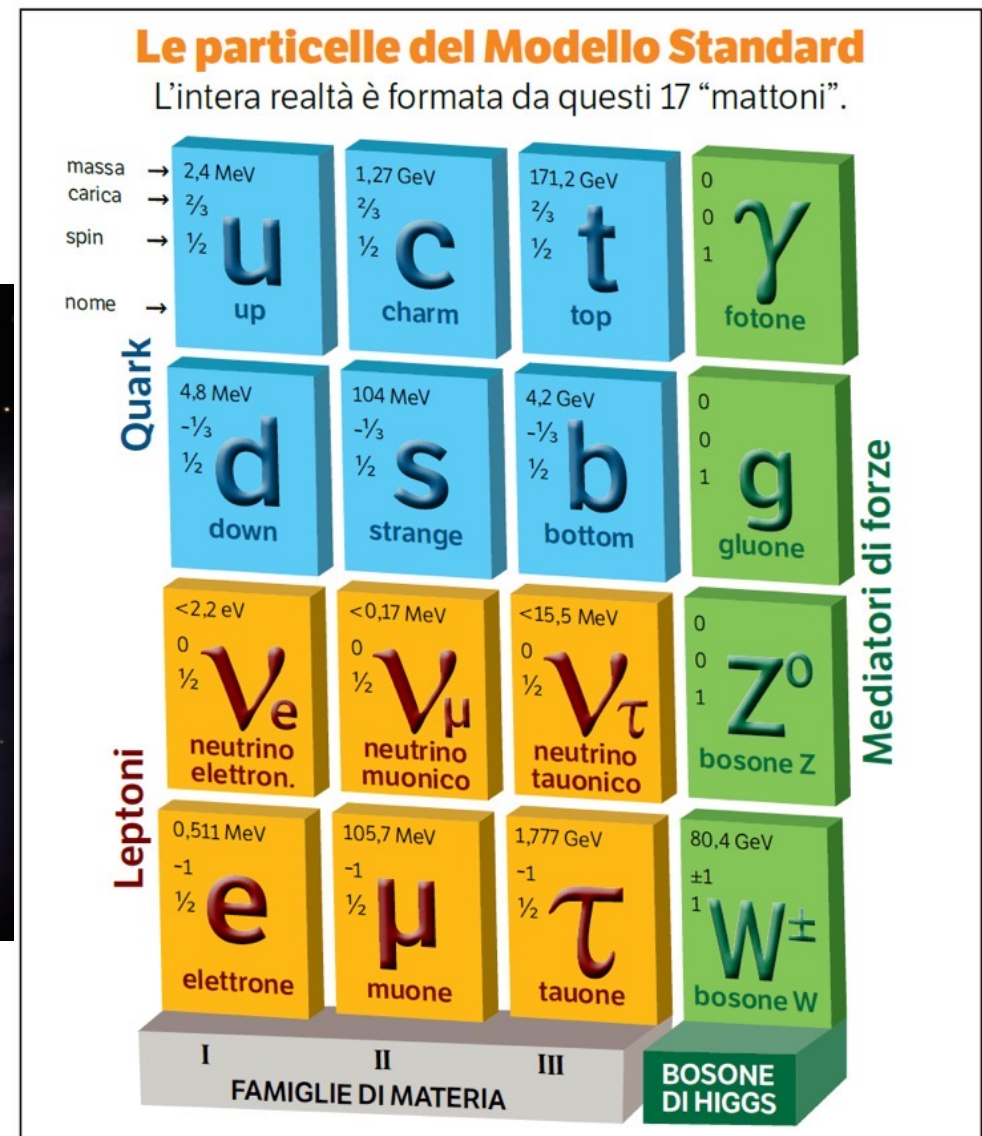 Le particelle del Modello Standard
L'intera realtà è formata da questi 17 "mattoni".
massa →
carica →
spin →
nome →
Quark
2,4 MeV
⅔
½
u
up
1,27 GeV
⅔
½
c
charm
171,2 GeV
⅔
½
t
top
0
0
1
γ
fotone
4,8 MeV
-⅓
½
d
down
104 MeV
-⅓
½
s
strange
4,2 GeV
-⅓
½
b
bottom
0
0
1
g
gluone
Mediatori di forze
Leptoni
<2,2 eV
0
½
νe
neutrino
elettron.
<0,17 MeV
0
½
νμ
neutrino
muonico
<15,5 MeV
0
½
ντ
neutrino
tauonico
0
0
1
Z⁰
bosone Z
0,511 MeV
-1
½
e
elettrone
105,7 MeV
-1
½
μ
muone
1,777 GeV
-1
½
τ
tauone
80,4 GeV
±1
1
W±
bosone W
I II III
FAMIGLIE DI MATERIA
BOSONE
DI HIGGS